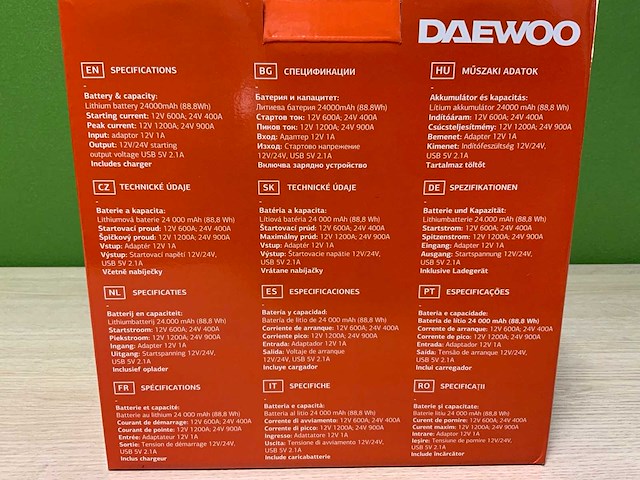 DAEWOO
EN SPECIFICATIONS
-
Battery & capacity:
Lithium battery 24000mAh (88.8Wh)
Starting current: 12V 600A; 24V 400A
Peak current: 12V 1200A; 24V 900A
Input: adaptor 12V 1A
Output: 12V/24V starting
output voltage USB 5V 2.1A
Includes charger
BG СПЕЦИФИКАЦИИ
-
Батерия и капацитет:
Литиева батерия 24000mAh (88.8Wh)
Стартов ток: 12V 600A; 24V 400A
Пиков ток: 12V 1200A; 24V 900A
Вход: Адаптер 12V 1A
Изход: Стартово напрежение
12V/24V, USB 5V 2.1A
Включва зарядно устройство
HU MŰSZAKI ADATOK
-
Akkumulátor és kapacitás:
Lítium akkumulátor 24000 mAh (88,8 Wh)
Indítóáram: 12V 600A; 24V 400A
Csúcsteljesítmény: 12V 1200A; 24V 900A
Bemenet: Adapter 12V 1A
Kimenet: Indítófeszültség 12V/24V,
USB 5V 2.1A
Tartalmaz töltőt
CZ TECHNICKÉ ÚDAJE
-
Baterie a kapacita:
Lithiumová baterie 24 000 mAh (88,8 Wh)
Startovací proud: 12V 600A; 24V 400A
Špičkový proud: 12V 1200A; 24V 900A
Vstup: Adaptér 12V 1A
Výstup: Startovací napětí 12V/24V,
USB 5V 2.1A
Včetně nabíječky
SK TECHNICKÉ ÚDAJE
-
Batéria a kapacita:
Lítiová batéria 24 000 mAh (88,8 Wh)
Štartovací prúd: 12V 600A; 24V 400A
Maximálny prúd: 12V 1200A; 24V 900A
Vstup: Adaptér 12V 1A
Výstup: Štartovacie napätie 12V/24V,
USB 5V 2.1A
Vrátane nabíjačky
DE SPEZIFIKATIONEN
-
Batterie und Kapazität:
Lithiumbatterie 24 000 mAh (88,8 Wh)
Startstrom: 12V 600A; 24V 400A
Spitzenstrom: 12V 1200A; 24V 900A
Eingang: Adapter 12V 1A
Ausgang: Startspannung 12V/24V,
USB 5V 2.1A
Inklusive Ladegerät
NL SPECIFICATIES
-
Batterij en capaciteit:
Lithiumbatterij 24 000 mAh (88,8 Wh)
Startstroom: 12V 600A; 24V 400A
Piekstroom: 12V 1200A; 24V 900A
Ingang: Adapter 12V 1A
Uitgang: Startspanning 12V/24V,
USB 5V 2.1A
Inclusief oplader
ES ESPECIFICACIONES
-
Batería y capacidad:
Batería de litio de 24 000 mAh (88,8 Wh)
Corriente de arranque: 12V 600A; 24V 400A
Corriente de pico: 12V 1200A; 24V 900A
Entrada: Adaptador 12V 1A
Salida: Voltaje de arranque
12V/24V, USB 5V 2.1A
Incluye cargador
PT ESPECIFICAÇÕES
-
Bateria e capacidade:
Bateria de lítio de 24 000 mAh (88,8 Wh)
Corrente de arranque: 12V 600A; 24V 400A
Corrente de pico: 12V 1200A; 24V 900A
Entrada: Adaptador 12V 1A
Saída: Tensão de arranque 12V/24V,
USB 5V 2.1A
Inclui carregador
FR SPÉCIFICATIONS
-
Batterie et capacité:
Batterie au lithium 24 000 mAh (88,8 Wh)
Courant de démarrage: 12V 600A; 24V 400A
Courant de pointe: 12V 1200A; 24V 900A
Entrée: Adaptateur 12V 1A
Sortie: Tension de démarrage 12V/24V,
USB 5V 2.1A
Inclus chargeur
IT SPECIFICHE
-
Batteria e capacità:
Batteria al litio 24 000 mAh (88,8 Wh)
Corrente di avviamento: 12V 600A; 24V 400A
Corrente di picco: 12V 1200A; 24V 900A
Ingresso: Adattatore 12V 1A
Uscita: Tensione di avviamento 12V/24V,
USB 5V 2.1A
Include caricabatterie
RO SPECIFICAȚII
-
Baterie și capacitate:
Baterie litiu 24 000 mAh (88,8 Wh)
Curent de pornire: 12V 600A; 24V 400A
Curent maxim: 12V 1200A; 24V 900A
Intrare: Adaptor 12V 1A
Ieșire: Tensiune de pornire 12V/24V,
USB 5V 2.1A
Include încărcător